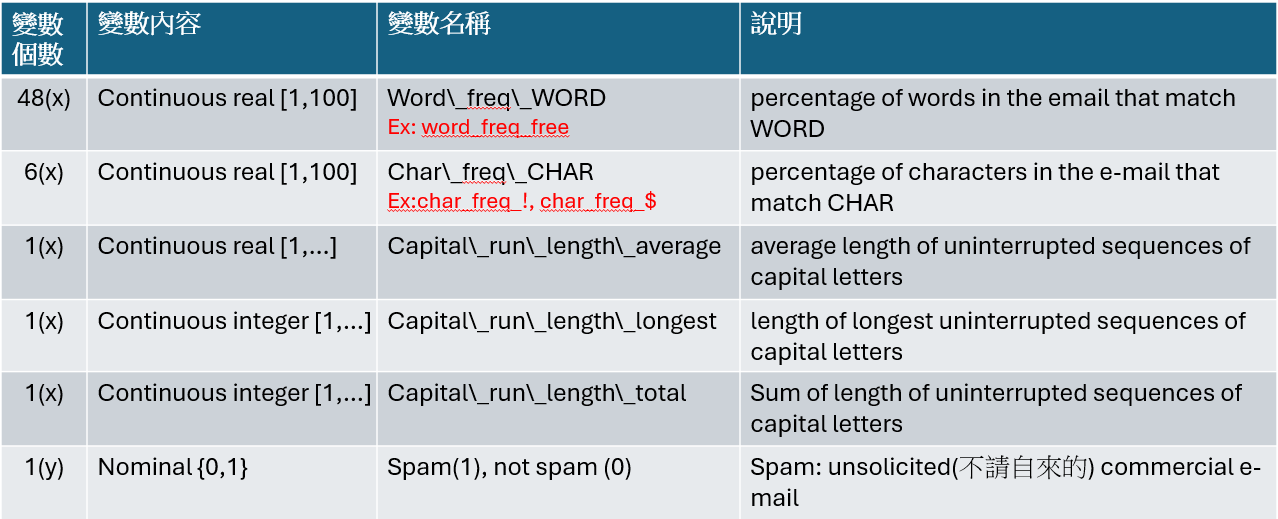 變數
個數
變數內容
變數名稱
說明
48(x)
Continuous real [1,100]
Word\_freq\_WORD
Ex: word_freq_free
percentage of words in the email that match
WORD
6(x)
Continuous real [1,100]
Char\_freq\_CHAR
Ex:char_freq_!, char_freq_$
percentage of characters in the e-mail that
match CHAR
1(x)
Continuous real [1,...]
Capital\_run\_length\_average
average length of uninterrupted sequences of
capital letters
1(x)
Continuous integer [1,...]
Capital\_run\_length\_longest
length of longest uninterrupted sequences of
capital letters
1(x)
Continuous integer [1,...]
Capital\_run\_length\_total
Sum of length of uninterrupted sequences of
capital letters
1(y)
Nominal {0,1}
Spam(1), not spam (0)
Spam: unsolicited(不請自來的) commercial e-
mail